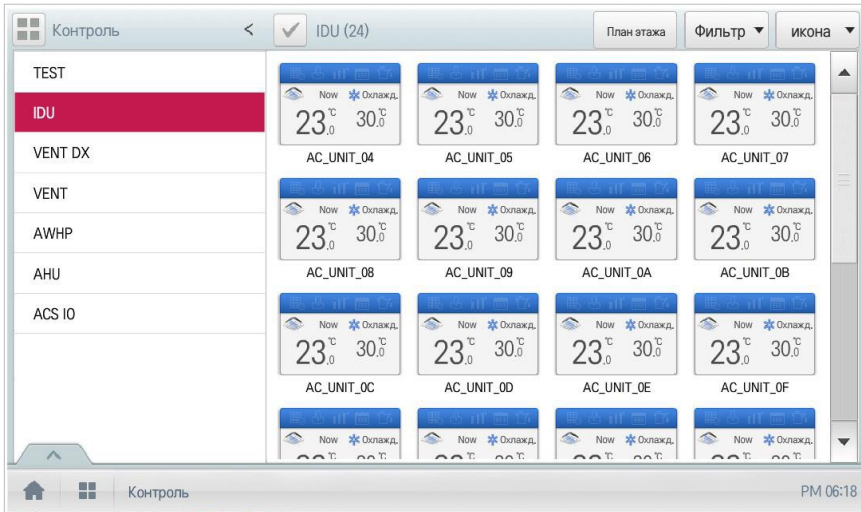 Контроль < IDU (24) План этажа Фильтр ▼ икона ▼
TEST
IDU
VENT DX
VENT
AWHP
AHU
ACS IO
Now Охлажд. Now Охлажд. Now Охлажд. Now Охлажд.
23.0°C 30.0°C 23.0°C 30.0°C 23.0°C 30.0°C 23.0°C 30.0°C
AC_UNIT_04 AC_UNIT_05 AC_UNIT_06 AC_UNIT_07
Now Охлажд. Now Охлажд. Now Охлажд. Now Охлажд.
23.0°C 30.0°C 23.0°C 30.0°C 23.0°C 30.0°C 23.0°C 30.0°C
AC_UNIT_08 AC_UNIT_09 AC_UNIT_0A AC_UNIT_0B
Now Охлажд. Now Охлажд. Now Охлажд. Now Охлажд.
23.0°C 30.0°C 23.0°C 30.0°C 23.0°C 30.0°C 23.0°C 30.0°C
AC_UNIT_0C AC_UNIT_0D AC_UNIT_0E AC_UNIT_0F
Now Охлажд. Now Охлажд. Now Охлажд. Now Охлажд.
Контроль PM 06:18